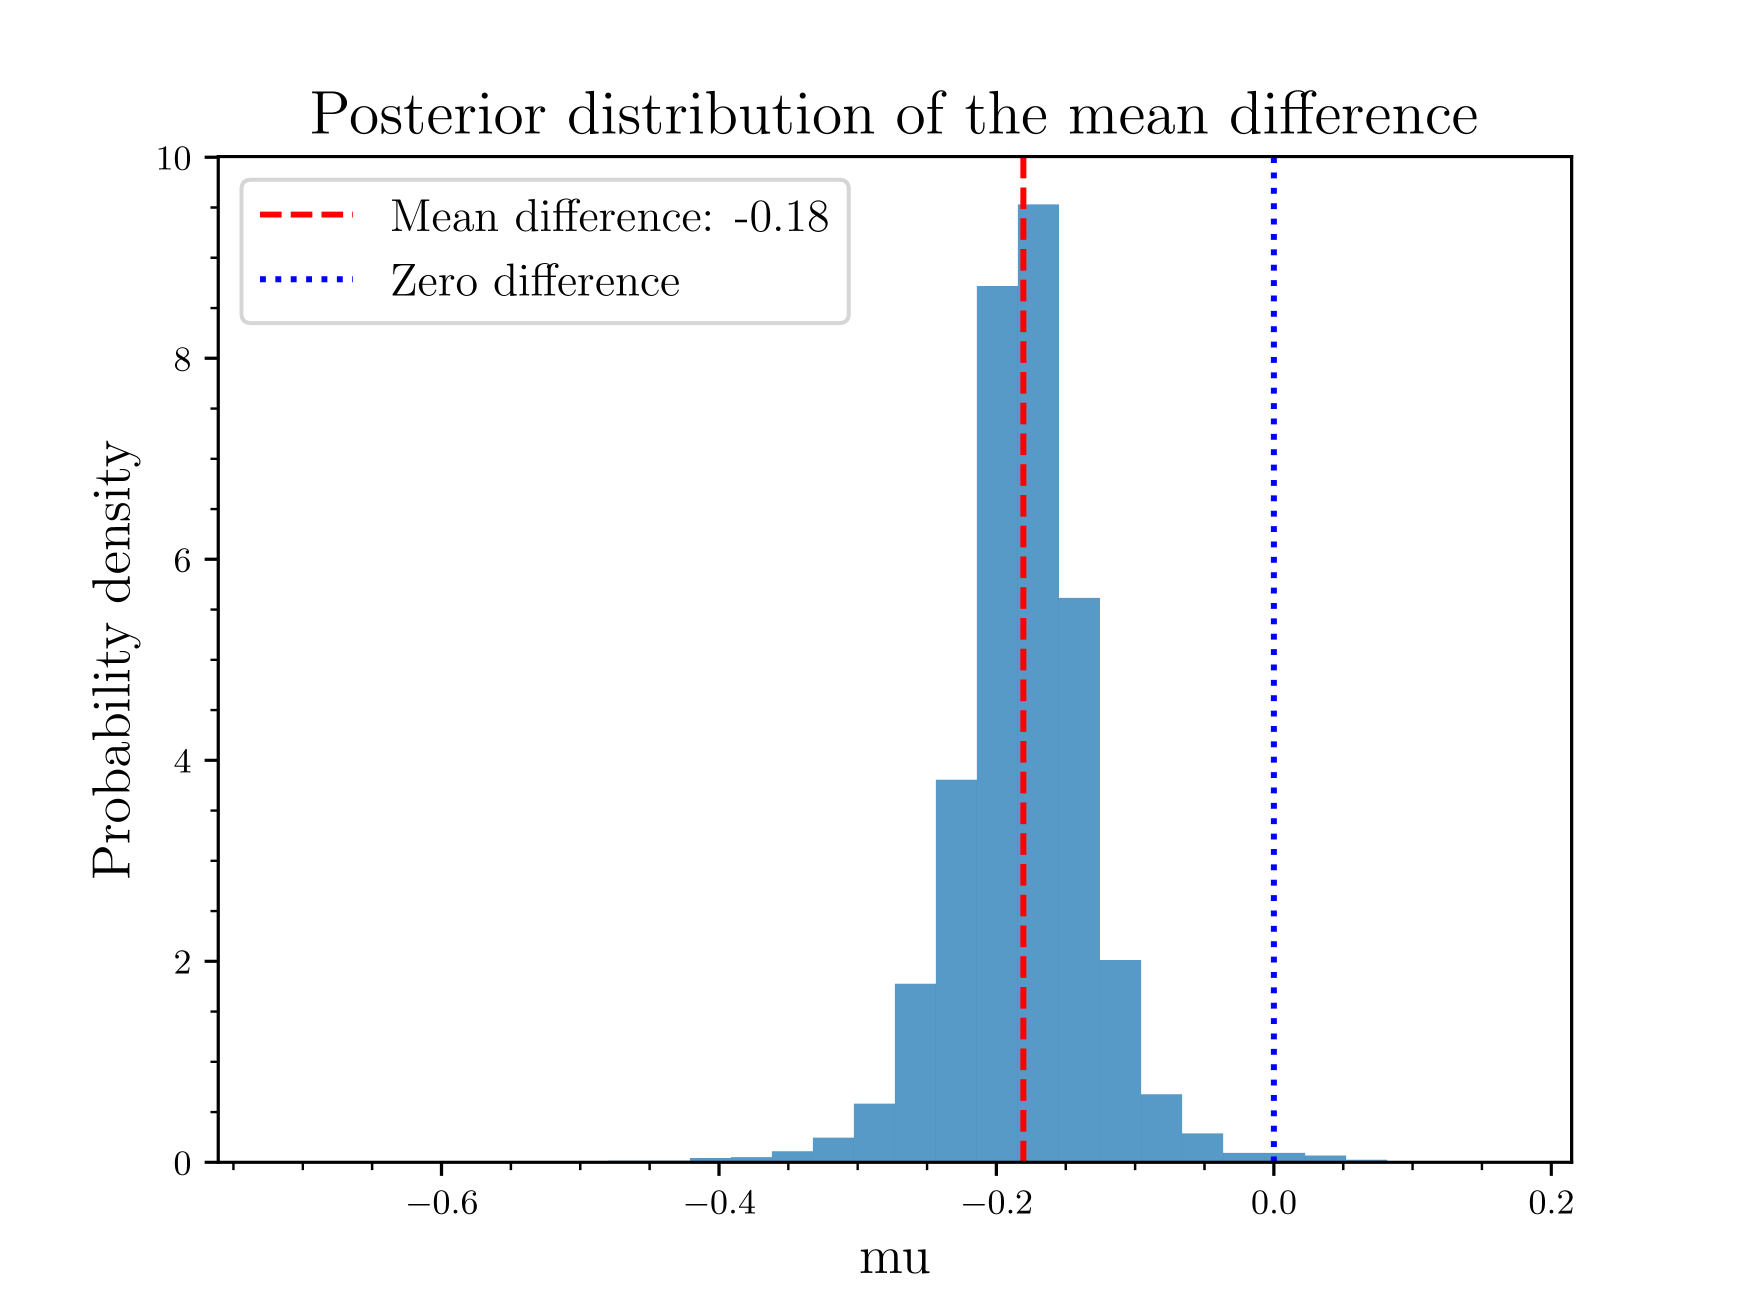 Posterior distribution of the mean difference
Mean difference: -0.18
Zero difference
Probability density
10
8
6
4
2
0
−0.6
−0.4
−0.2
0.0
0.2
mu